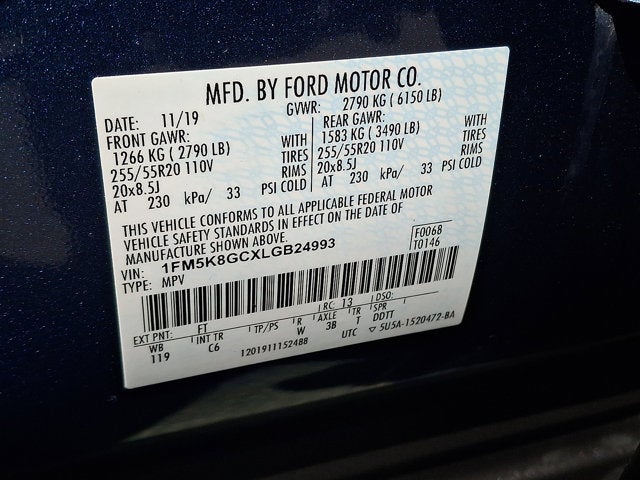 MFD. BY FORD MOTOR CO.
DATE: 11/19 GVWR: 2790 KG ( 6150 LB)
FRONT GAWR: WITH REAR GAWR: WITH
1266 KG ( 2790 LB) TIRES 1583 KG ( 3490 LB) TIRES
255/55R20 110V RIMS 255/55R20 110V RIMS
20x8.5J 20x8.5J
AT 230 kPa/ 33 PSI COLD AT 230 kPa/ 33 PSI COLD
THIS VEHICLE CONFORMS TO ALL APPLICABLE FEDERAL MOTOR
VEHICLE SAFETY STANDARDS IN EFFECT ON THE DATE OF
MANUFACTURE SHOWN ABOVE.
VIN: 1FM5K8GCXLGB24993 F0068
TYPE: MPV T0146
EXT PNT: FT RC: 13 DSO:
WB INT TR TP/PS R AXLE TR SPR
119 C6 W 3B T DDTT
1201911152488 UTC ▽ 5U5A-1520472-BA